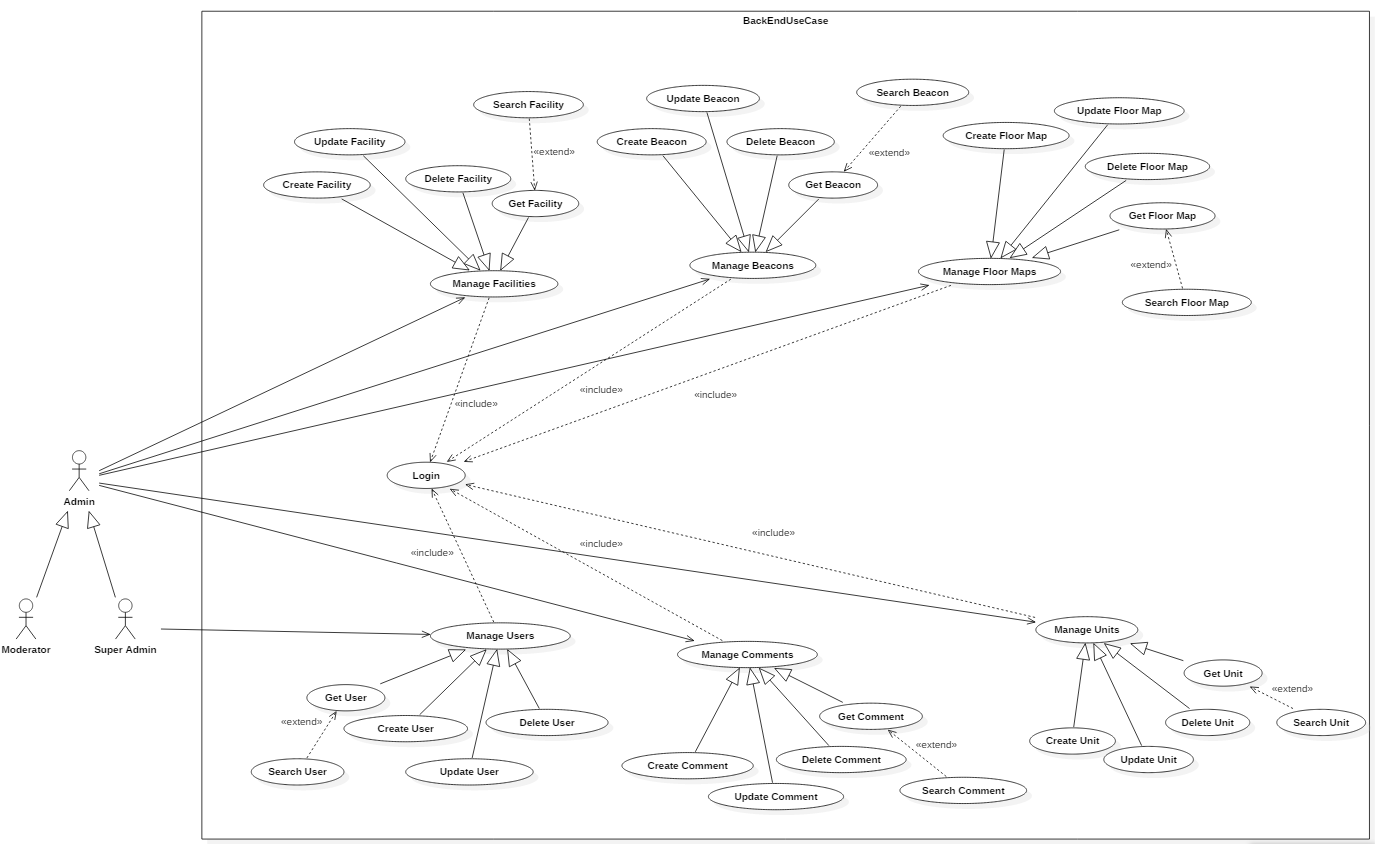 BackEndUseCase
Search Beacon
Update Beacon
Search Facility
Update Floor Map
Create Floor Map
Update Facility
Create Beacon
Delete Beacon
«extend»
«extend»
Delete Floor Map
Delete Facility
Create Facility
Get Beacon
Get Facility
Get Floor Map
Manage Beacons
«extend»
Manage Floor Maps
Manage Facilities
Search Floor Map
«include»
«include»
«include»
Login
Admin
«include»
«include»
«include»
Moderator
Super Admin
Manage Users
Manage Comments
Manage Units
Get Unit
«extend»
Get User
«extend»
Create User
Delete User
Get Comment
Delete Unit
Search Unit
Create Unit
«extend»
Update Unit
Search User
Update User
Create Comment
Delete Comment
Search Comment
Update Comment